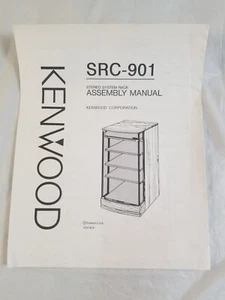 KENWOOD
SRC-901
STEREO SYSTEM RACK
ASSEMBLY MANUAL
KENWOOD CORPORATION